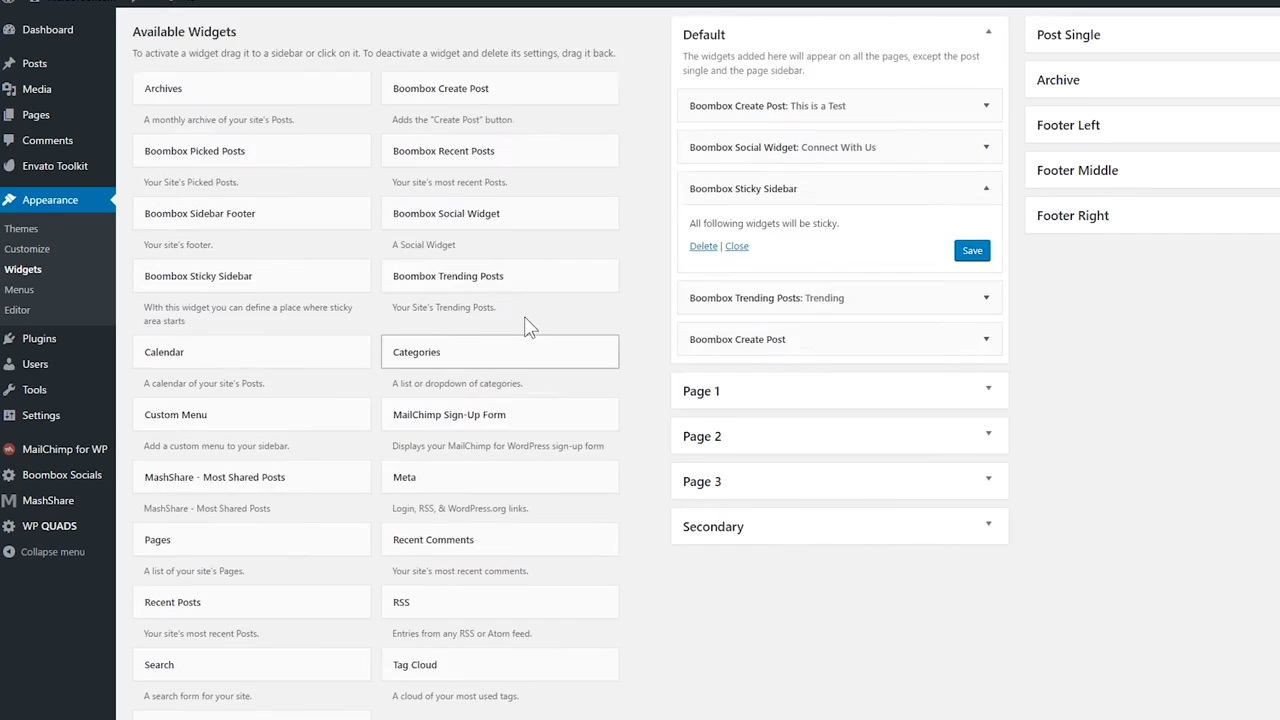 Dashboard
Posts
Media
Pages
Comments
Envato Toolkit
Appearance
Themes
Customize
Widgets
Menus
Editor
Plugins
Users
Tools
Settings
MailChimp for WP
Boombox Socials
MashShare
WP QUADS
Collapse menu
Available Widgets
To activate a widget drag it to a sidebar or click on it. To deactivate a widget and delete its settings, drag it back.
Archives
A monthly archive of your site's Posts.
Boombox Create Post
Adds the "Create Post" button.
Boombox Picked Posts
Your Site's Picked Posts.
Boombox Recent Posts
Your site's most recent Posts.
Boombox Sidebar Footer
Your site's footer.
Boombox Social Widget
A Social Widget
Boombox Sticky Sidebar
With this widget you can define a place where sticky
area starts
Boombox Trending Posts
Your Site's Trending Posts.
Calendar
A calendar of your site's Posts.
Categories
A list or dropdown of categories.
Custom Menu
Add a custom menu to your sidebar.
MailChimp Sign-Up Form
Displays your MailChimp for WordPress sign-up form
MashShare - Most Shared Posts
MashShare - Most Shared Posts
Meta
Login, RSS, & WordPress.org links.
Pages
A list of your site's Pages.
Recent Comments
Your site's most recent comments.
Recent Posts
Your site's most recent Posts.
RSS
Entries from any RSS or Atom feed.
Search
A search form for your site.
Tag Cloud
A cloud of your most used tags.
Default
The widgets added here will appear on all the pages, except the post
single and the page sidebar.
Boombox Create Post: This is a Test
Boombox Social Widget: Connect With Us
Boombox Sticky Sidebar
All following widgets will be sticky.
Delete | Close
Save
Boombox Trending Posts: Trending
Boombox Create Post
Page 1
Page 2
Page 3
Secondary
Post Single
Archive
Footer Left
Footer Middle
Footer Right